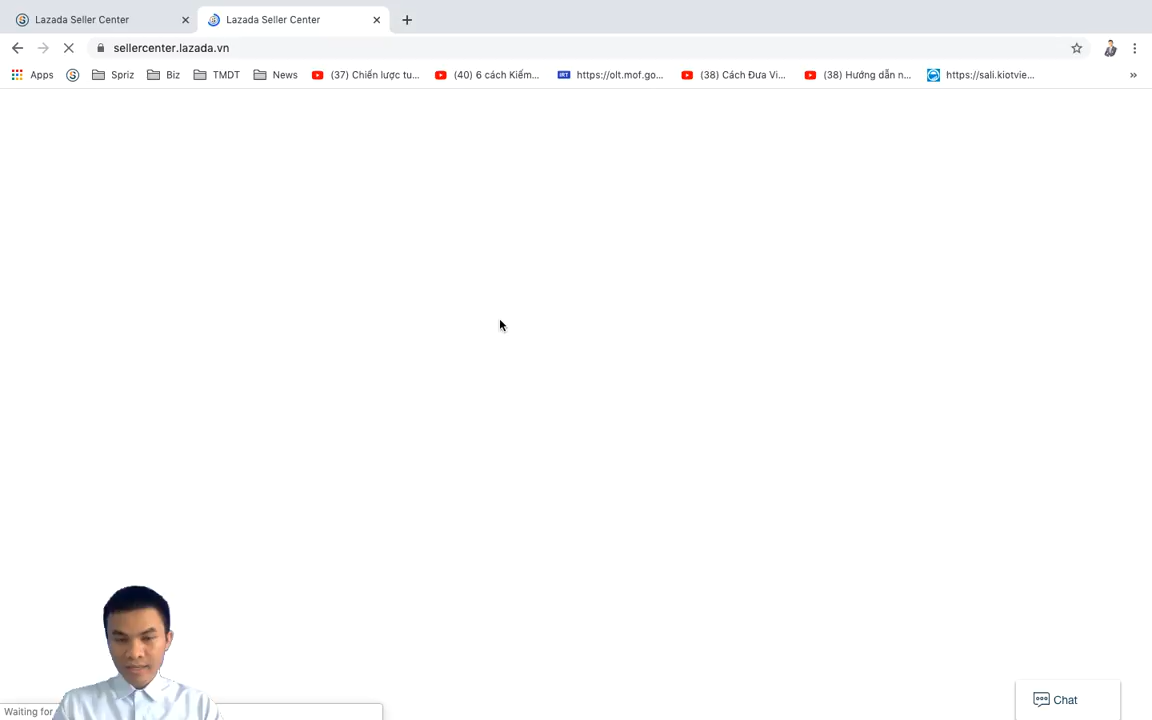 Lazada Seller Center
Lazada Seller Center
sellercenter.lazada.vn
Apps
Spriz
Biz
TMDT
News
(37) Chiến lược tu...
(40) 6 cách Kiếm...
IRT
https://olt.mof.go...
(38) Cách Đưa Vi...
(38) Hướng dẫn n...
https://sali.kiotvie...
»
Chat
Waiting for